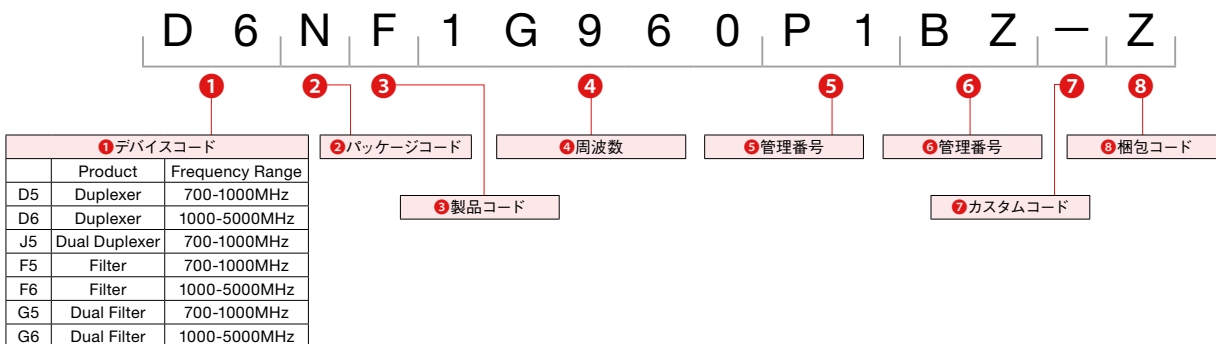 D 6 N F 1 G 9 6 0 P 1 B Z — Z
❶ ❷ ❸ ❹ ❺ ❻ ❼ ❽
❶デバイスコード
❷パッケージコード
❹周波数
❺管理番号
❻管理番号
❽梱包コード
Product Frequency Range
D5 Duplexer 700-1000MHz
❸製品コード
❼カスタムコード
D6 Duplexer 1000-5000MHz
J5 Dual Duplexer 700-1000MHz
F5 Filter 700-1000MHz
F6 Filter 1000-5000MHz
G5 Dual Filter 700-1000MHz
G6 Dual Filter 1000-5000MHz